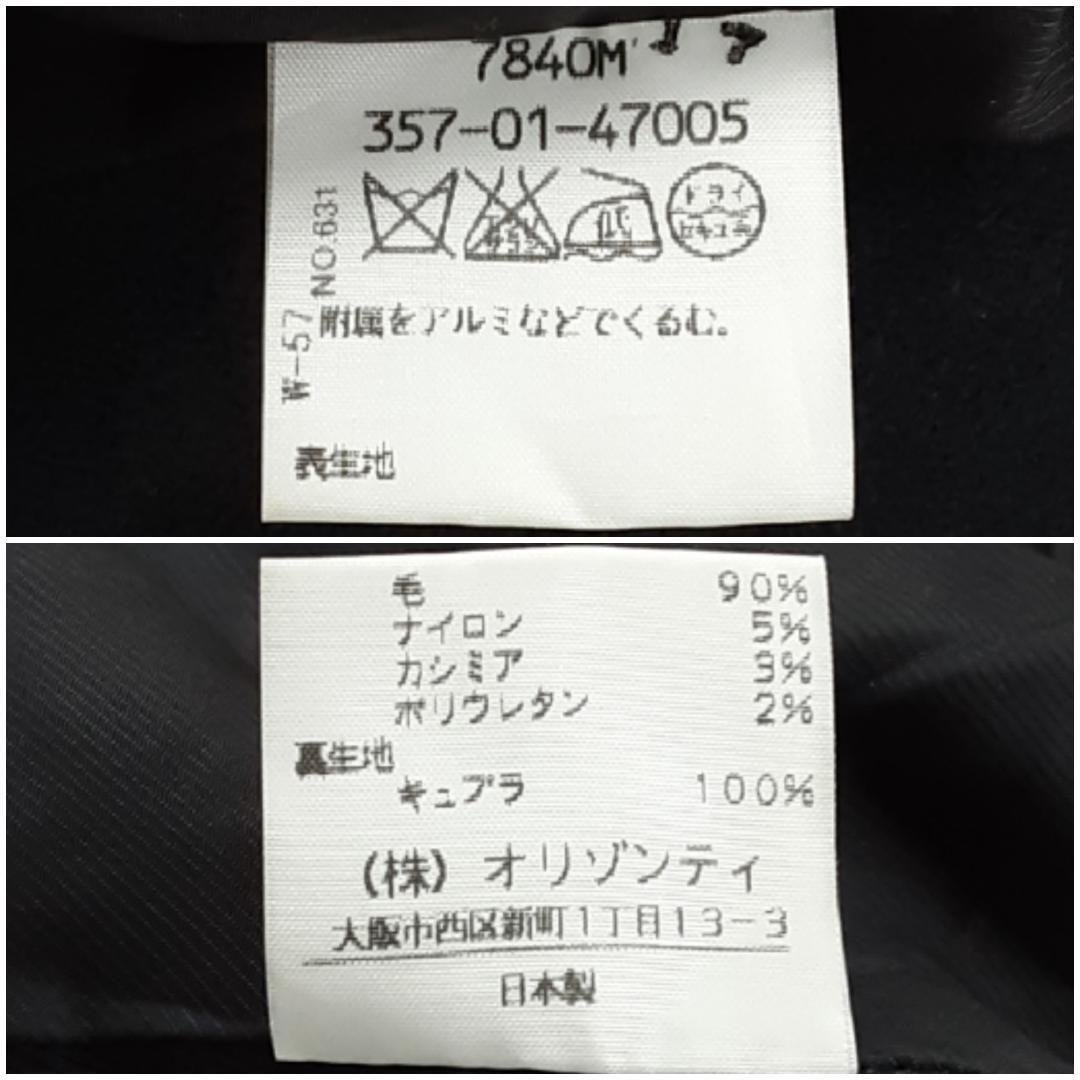 7840M
357-01-47005
中
ドライ
セキユ系
NO.631
W-57
附属をアルミなどでくるむ。
表生地
毛 90%
ナイロン 5%
カシミア 3%
ポリウレタン 2%
裏生地
キュプラ 100%
(株) オリゾンティ
大阪市西区新町1丁目13-3
日本製